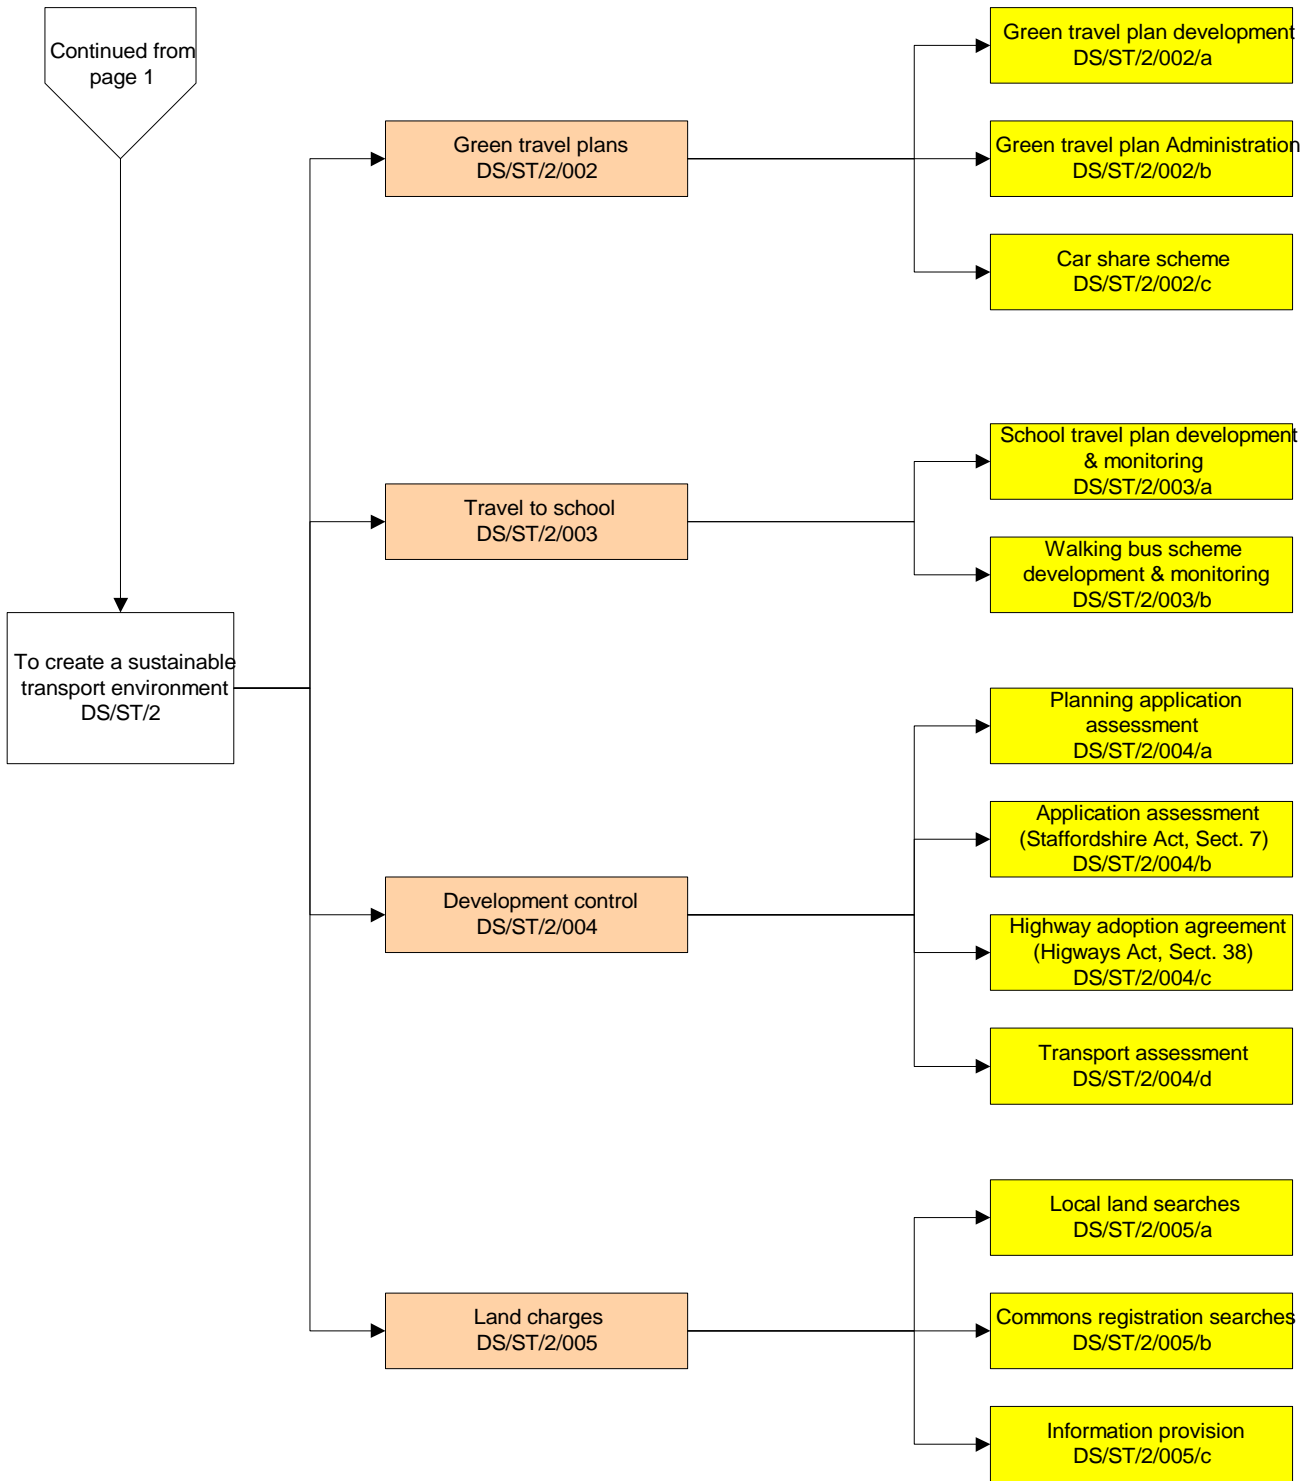 Continued from
page 1
To create a sustainable
transport environment
DS/ST/2
Green travel plans
DS/ST/2/002
Green travel plan development
DS/ST/2/002/a
Green travel plan Administration
DS/ST/2/002/b
Car share scheme
DS/ST/2/002/c
Travel to school
DS/ST/2/003
School travel plan development
& monitoring
DS/ST/2/003/a
Walking bus scheme
development & monitoring
DS/ST/2/003/b
Development control
DS/ST/2/004
Planning application
assessment
DS/ST/2/004/a
Application assessment
(Staffordshire Act, Sect. 7)
DS/ST/2/004/b
Highway adoption agreement
(Higways Act, Sect. 38)
DS/ST/2/004/c
Transport assessment
DS/ST/2/004/d
Land charges
DS/ST/2/005
Local land searches
DS/ST/2/005/a
Commons registration searches
DS/ST/2/005/b
Information provision
DS/ST/2/005/c